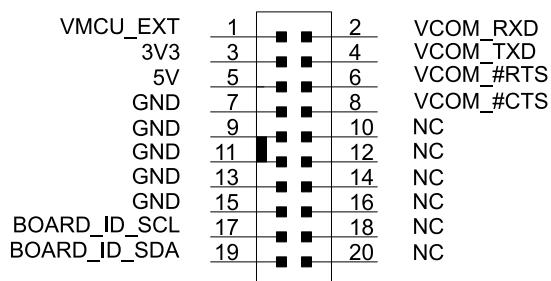 VMCU_EXT 1 2 VCOM_RXD
3V3 3 4 VCOM_TXD
5V 5 6 VCOM_#RTS
GND 7 8 VCOM_#CTS
GND 9 10 NC
GND 11 12 NC
GND 13 14 NC
GND 15 16 NC
BOARD_ID_SCL 17 18 NC
BOARD_ID_SDA 19 20 NC